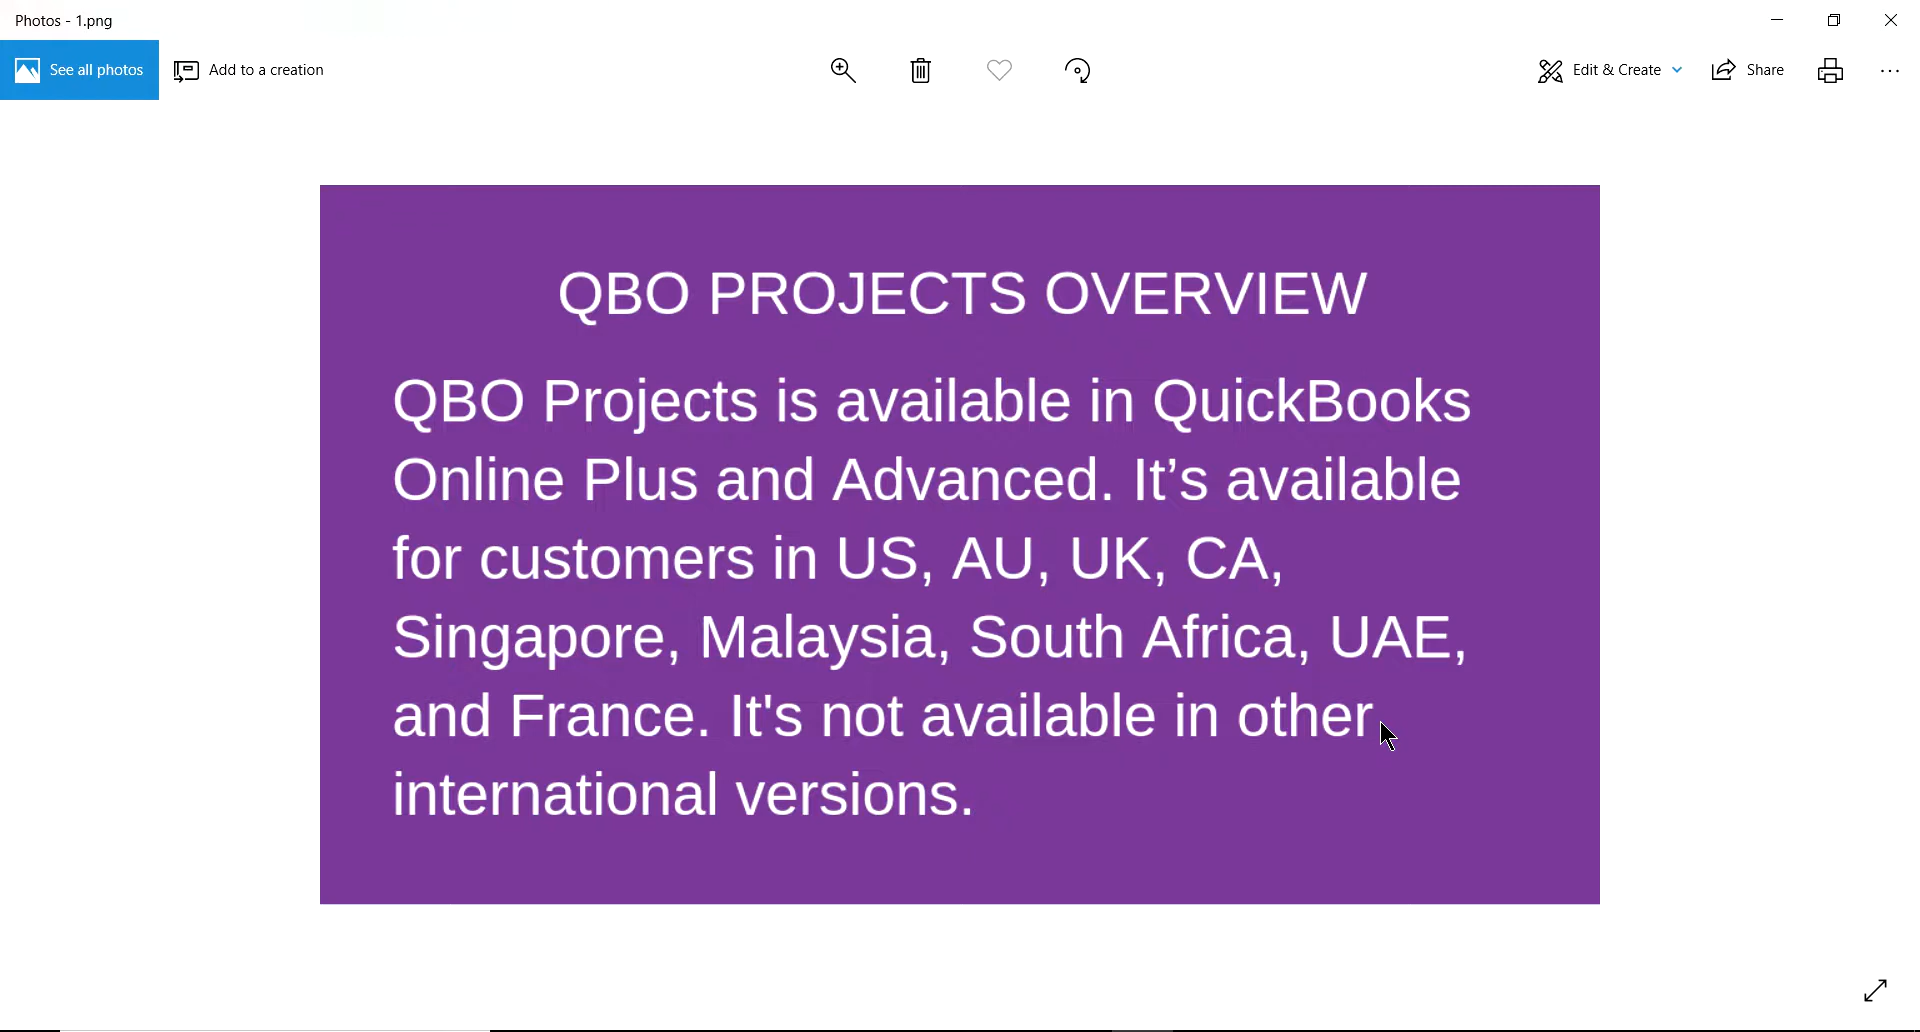 Photos - 1.png
See all photos
Add to a creation
Edit & Create
Share
QBO PROJECTS OVERVIEW
QBO Projects is available in QuickBooks
Online Plus and Advanced. It’s available
for customers in US, AU, UK, CA,
Singapore, Malaysia, South Africa, UAE,
and France. It's not available in other
international versions.